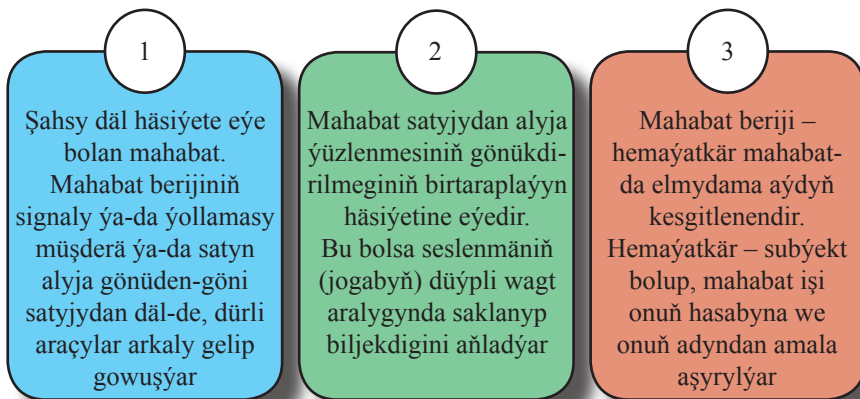 1
Şahsy däl häsiýete eýe
bolan mahabat.
Mahabat berijiniň
signaly ýa-da ýollamasy
müşderä ýa-da satyn
alyja gönüden-göni
satyjydan däl-de, dürli
araçylar arkaly gelip
gowuşýar
2
Mahabat satyjydan alyja
ýüzlenmesiniň gönükdi-
rilmeginiň birtaraplaýyn
häsiýetine eýedir.
Bu bolsa seslenmäniň
(jogabyň) düýpli wagt
aralygynda saklanyp
biljekdigini aňladýar
3
Mahabat beriji –
hemaýatkär mahabat-
da elmydama aýdyň
kesgitlenendir.
Hemaýatkär – subýekt
bolup, mahabat işi
onuň hasabyna we
onuň adyndan amala
aşyrylýar